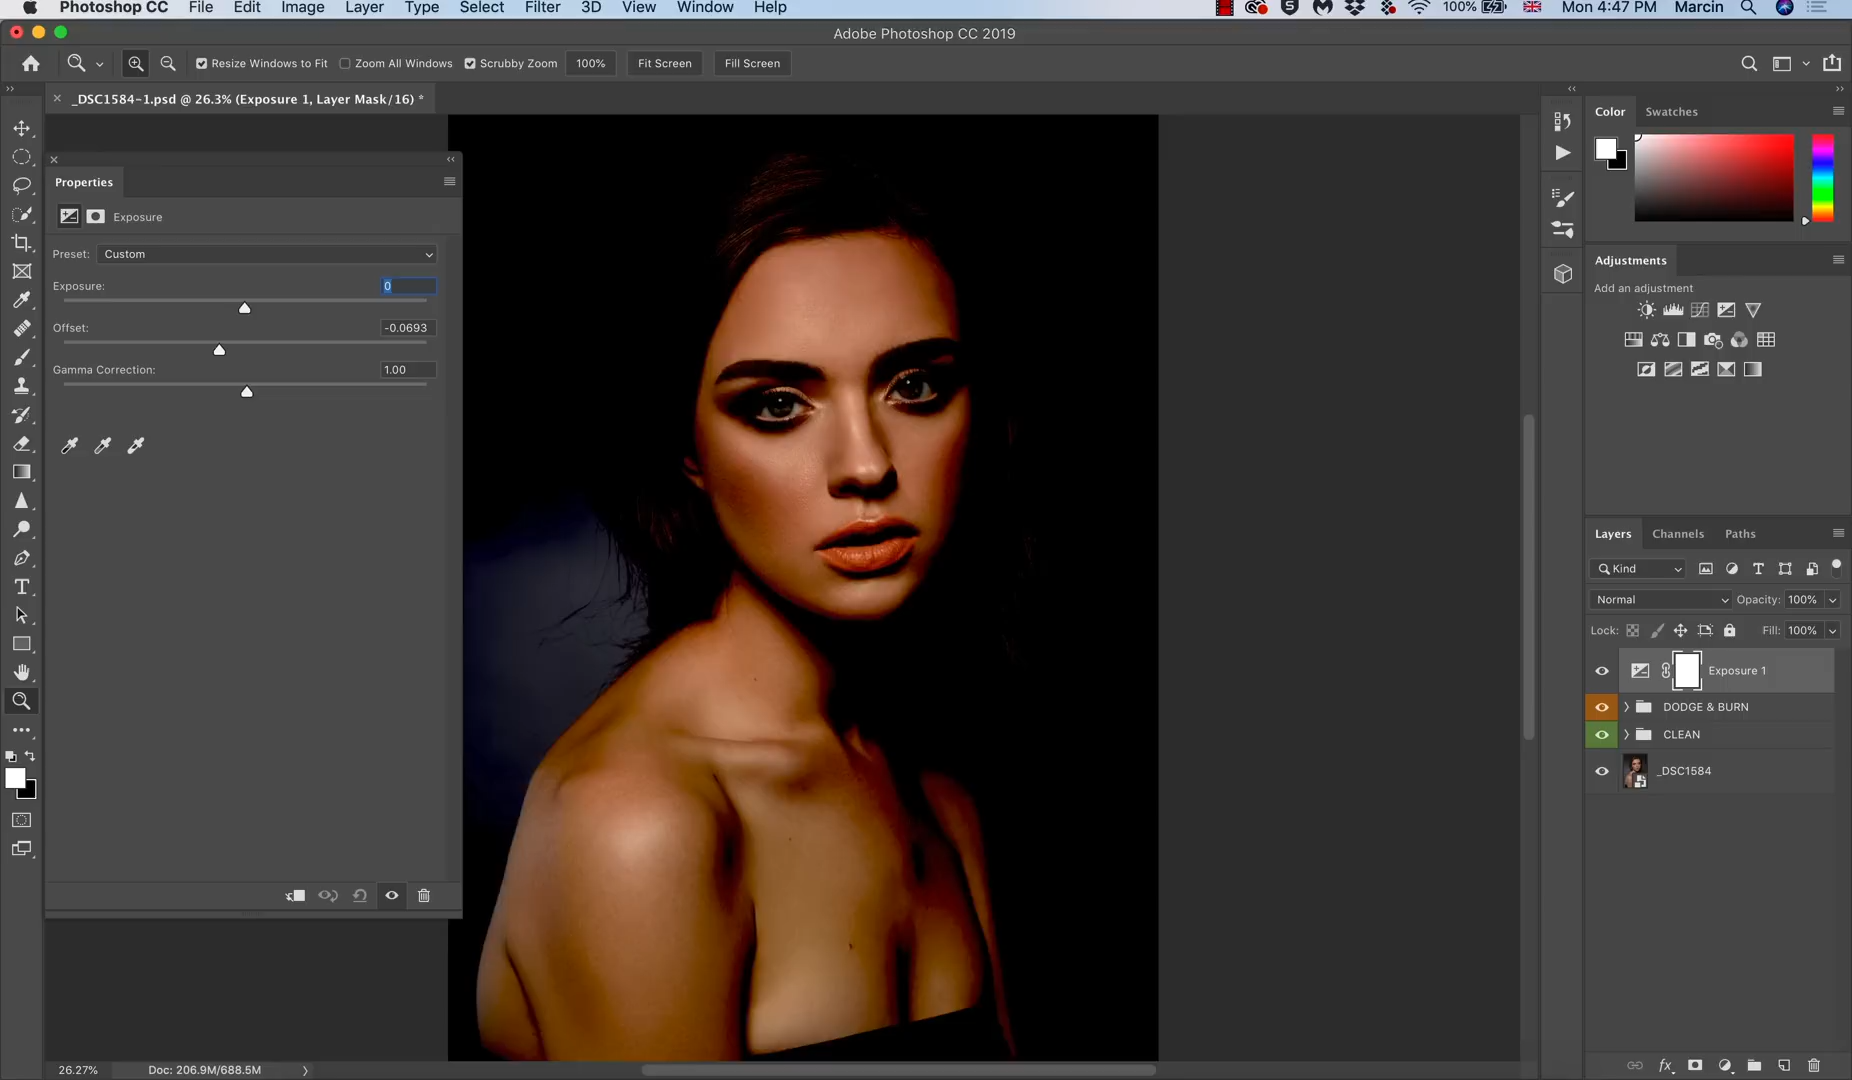 Photoshop CC File Edit Image Layer Type Select Filter 3D View Window Help 100% Mon 4:47 PM Marcin
Adobe Photoshop CC 2019
Resize Windows to Fit Zoom All Windows Scrubby Zoom 100% Fit Screen Fill Screen
_DSC1584-1.psd @ 26.3% (Exposure 1, Layer Mask/16) *
Properties
Exposure
Preset: Custom
Exposure: 0
Offset: -0.0693
Gamma Correction: 1.00
Color Swatches
Adjustments
Add an adjustment
Layers Channels Paths
Kind
Normal Opacity: 100%
Lock: Fill: 100%
Exposure 1
DODGE & BURN
CLEAN
_DSC1584
26.27% Doc: 206.9M/688.5M